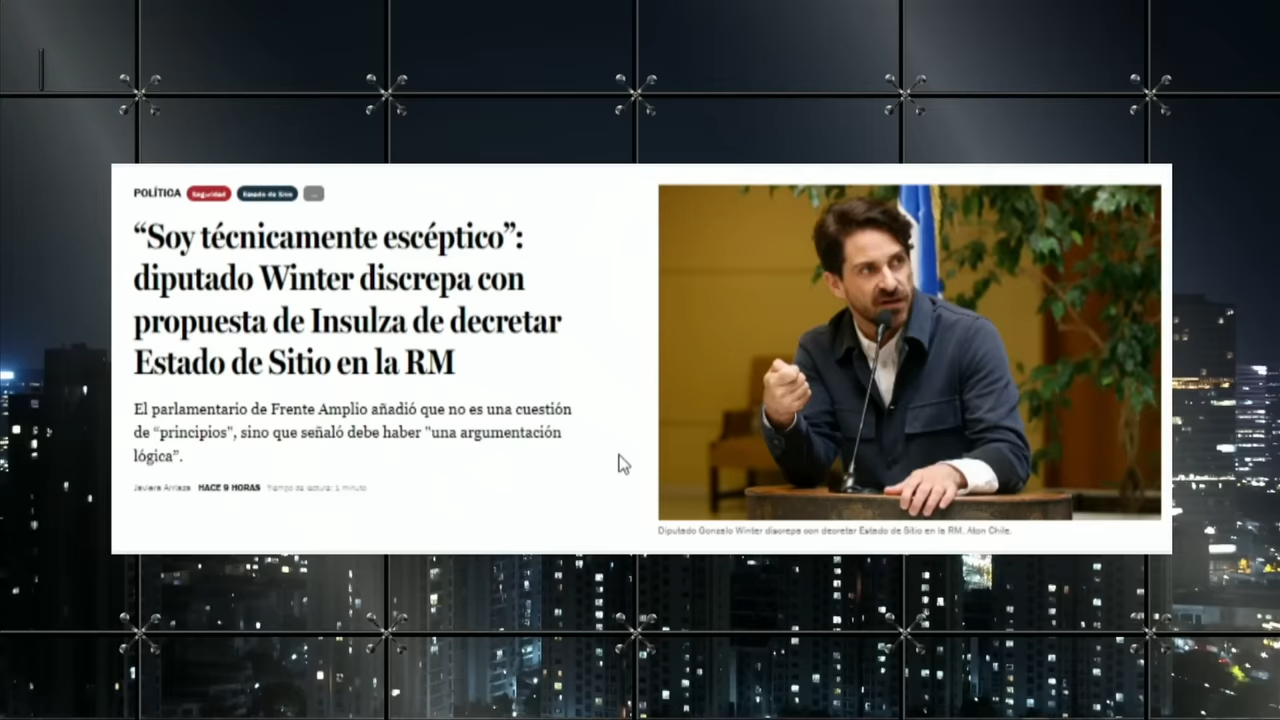 POLÍTICA Seguridad Estado de Sitio ...
“Soy técnicamente escéptico”:
diputado Winter discrepa con
propuesta de Insulza de decretar
Estado de Sitio en la RM
El parlamentario de Frente Amplio añadió que no es una cuestión
de “principios”, sino que señaló debe haber "una argumentación
lógica”.
Javiera Arriaza HACE 9 HORAS Tiempo de lectura: 1 minuto
Diputado Gonzalo Winter discrepa con decretar Estado de Sitio en la RM. Aton Chile.